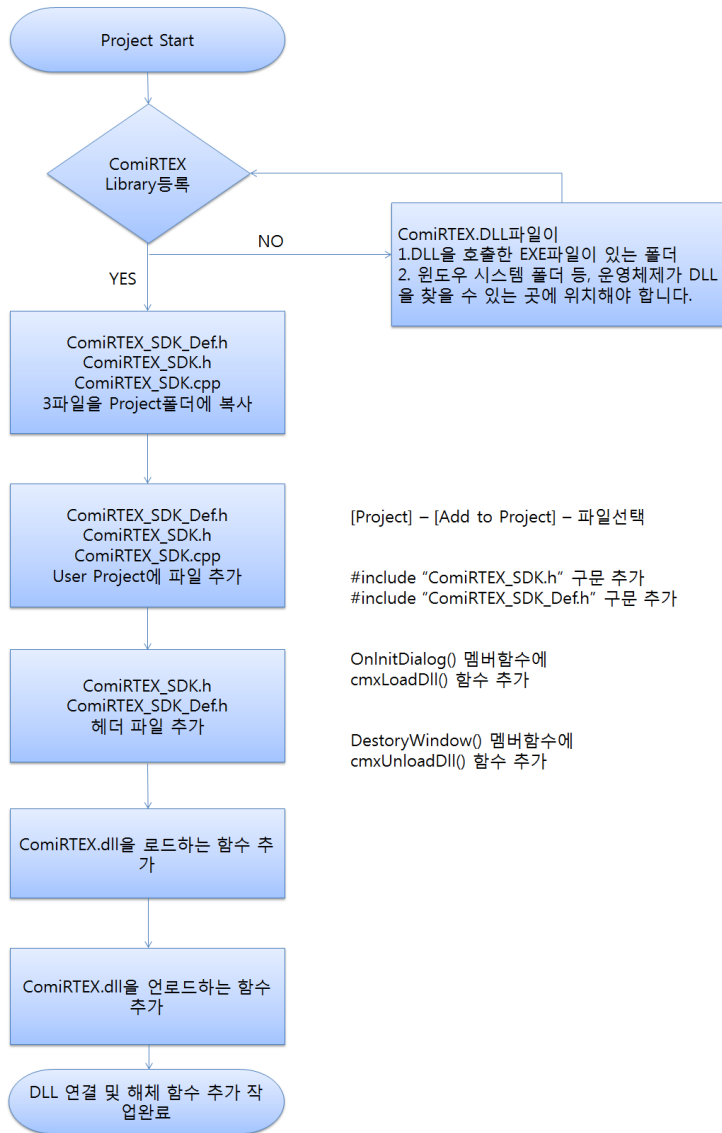 Project Start
ComiRTEX
Library등록
NO
YES
ComiRTEX.DLL파일이
1.DLL을 호출한 EXE파일이 있는 폴더
2. 윈도우 시스템 폴더 등, 운영체제가 DLL
을 찾을 수 있는 곳에 위치해야 합니다.
ComiRTEX_SDK_Def.h
ComiRTEX_SDK.h
ComiRTEX_SDK.cpp
3파일을 Project폴더에 복사
ComiRTEX_SDK_Def.h
ComiRTEX_SDK.h
ComiRTEX_SDK.cpp
User Project에 파일 추가
[Project] – [Add to Project] – 파일선택
#include “ComiRTEX_SDK.h” 구문 추가
#include “ComiRTEX_SDK_Def.h” 구문 추가
ComiRTEX_SDK.h
ComiRTEX_SDK_Def.h
헤더 파일 추가
OnInitDialog() 멤버함수에
cmxLoadDll() 함수 추가
DestoryWindow() 멤버함수에
cmxUnloadDll() 함수 추가
ComiRTEX.dll을 로드하는 함수 추
가
ComiRTEX.dll을 언로드하는 함수
추가
DLL 연결 및 해체 함수 추가 작
업완료